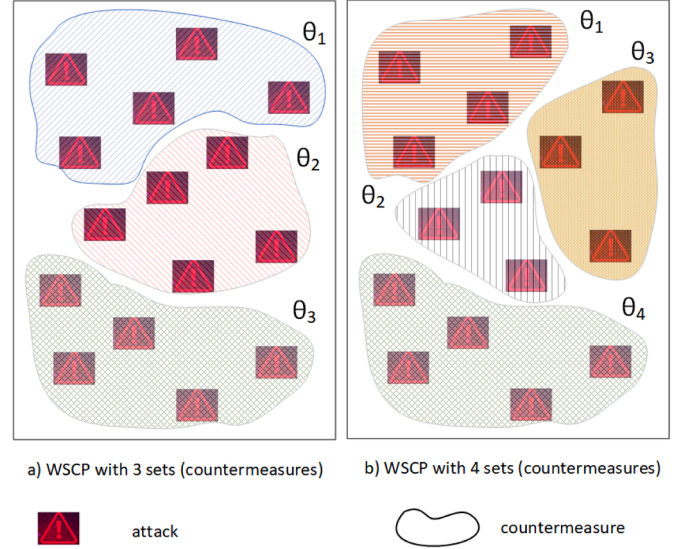 θ1
θ2
θ3
θ1
θ3
θ2
θ4
a) WSCP with 3 sets (countermeasures)
b) WSCP with 4 sets (countermeasures)
attack
countermeasure